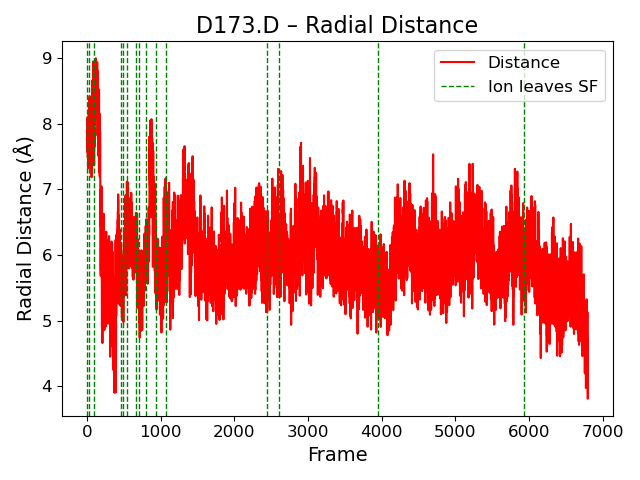 D173.D – Radial Distance
Radial Distance (Å)
9
8
7
6
5
4
Distance
Ion leaves SF
0 1000 2000 3000 4000 5000 6000 7000
Frame